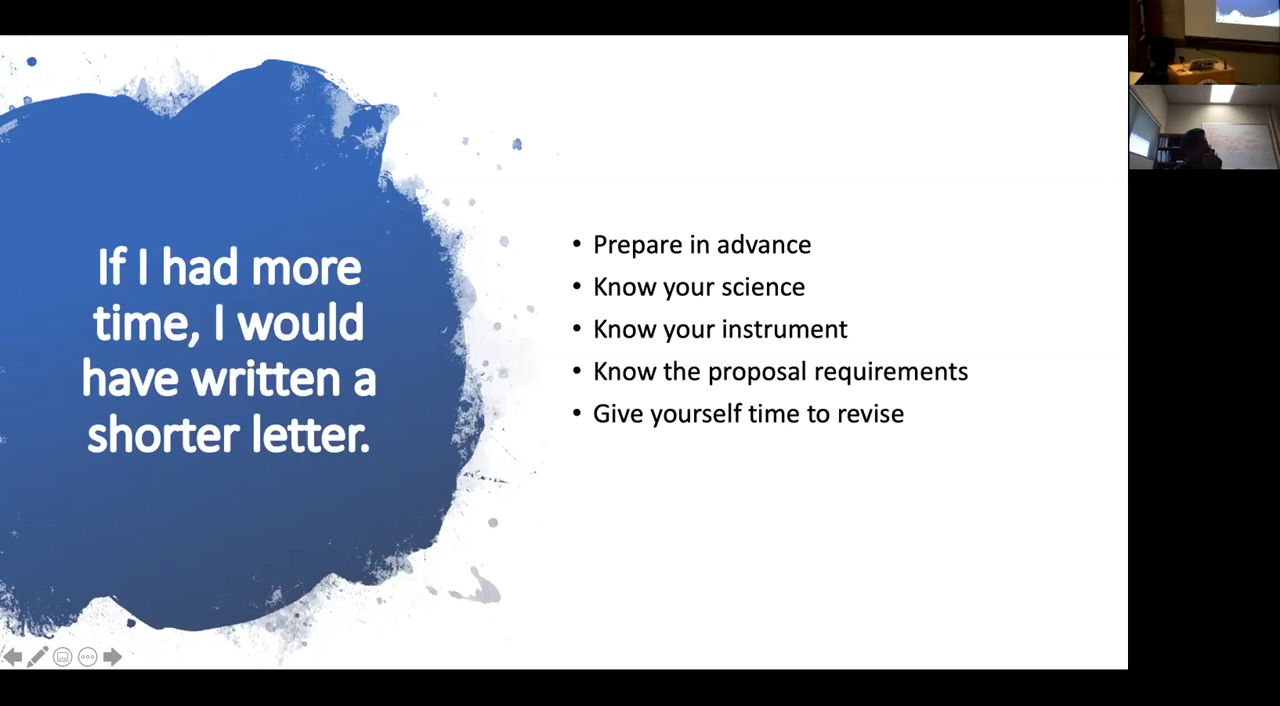 If I had more
time, I would
have written a
shorter letter.
• Prepare in advance
• Know your science
• Know your instrument
• Know the proposal requirements
• Give yourself time to revise